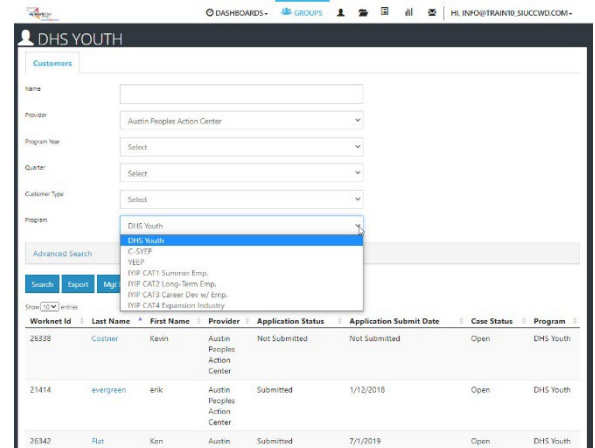 DASHBOARDS- GROUPS HI, INFO@TRAIN10_SIUCCWD.COM-
DHS YOUTH
Customers
Name
Provider Austin Peoples Action Center
Program Year Select
Quarter Select
Customer Type Select
Program DHS Youth
DHS Youth
C-SYEP
YEEP
IYIP CAT1 Summer Emp.
IYIP CAT2 Long-Term Emp.
IYIP CAT3 Career Dev w/ Emp.
IYIP CAT4 Expansion Industry
Advanced Search
Search Export Mgt
Show 10 entries
Worknet Id Last Name First Name Provider Application Status Application Submit Date Case Status Program
26338 Costner Kevin Austin Peoples Action Center Not Submitted Not Submitted Open DHS Youth
21414 evergreen erik Austin Peoples Action Center Submitted 1/12/2018 Open DHS Youth
26342 Flat Ken Austin Submitted 7/1/2019 Open DHS Youth